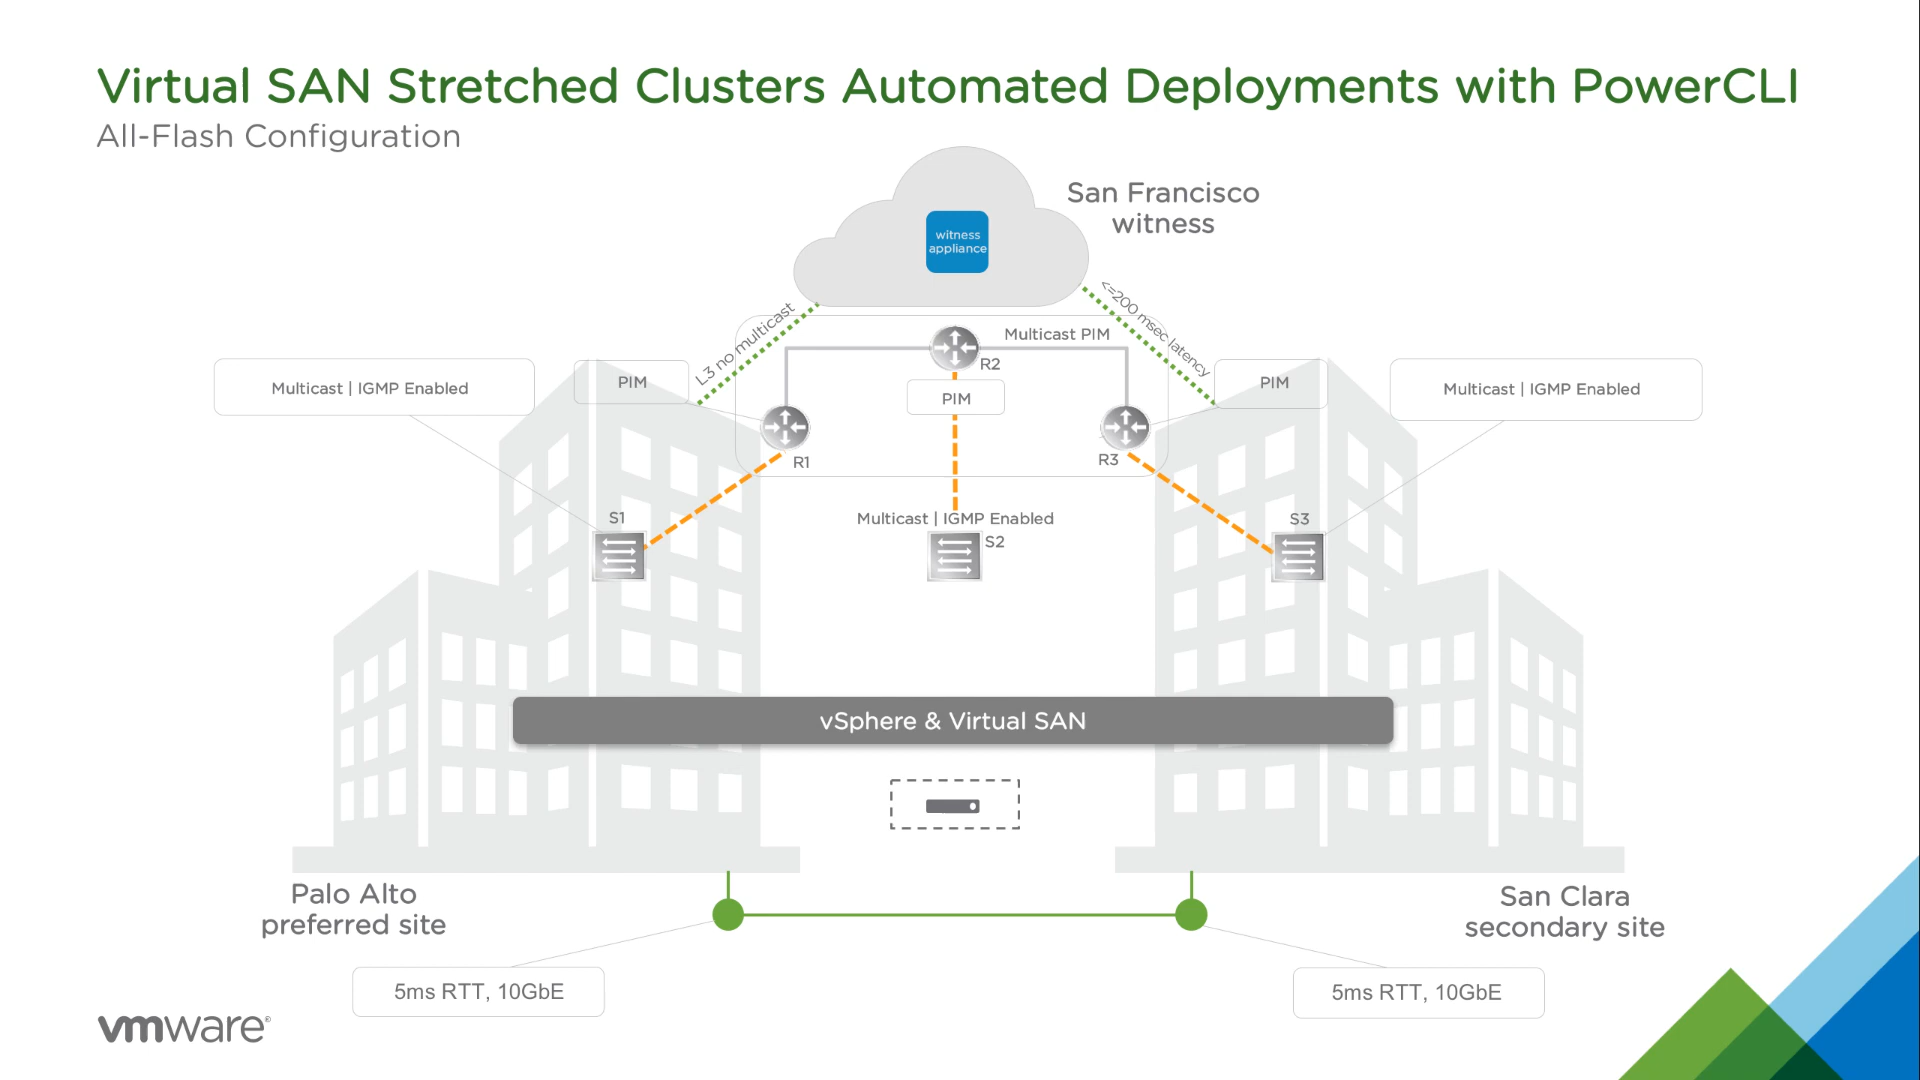 Virtual SAN Stretched Clusters Automated Deployments with PowerCLI
All-Flash Configuration
San Francisco
witness
witness
appliance
L3 no multicast
<=200 msec latency
Multicast PIM
R2
Multicast | IGMP Enabled
PIM
PIM
PIM
Multicast | IGMP Enabled
R1
R3
S1
Multicast | IGMP Enabled
S2
S3
vSphere & Virtual SAN
Palo Alto
preferred site
San Clara
secondary site
5ms RTT, 10GbE
5ms RTT, 10GbE
vmware®